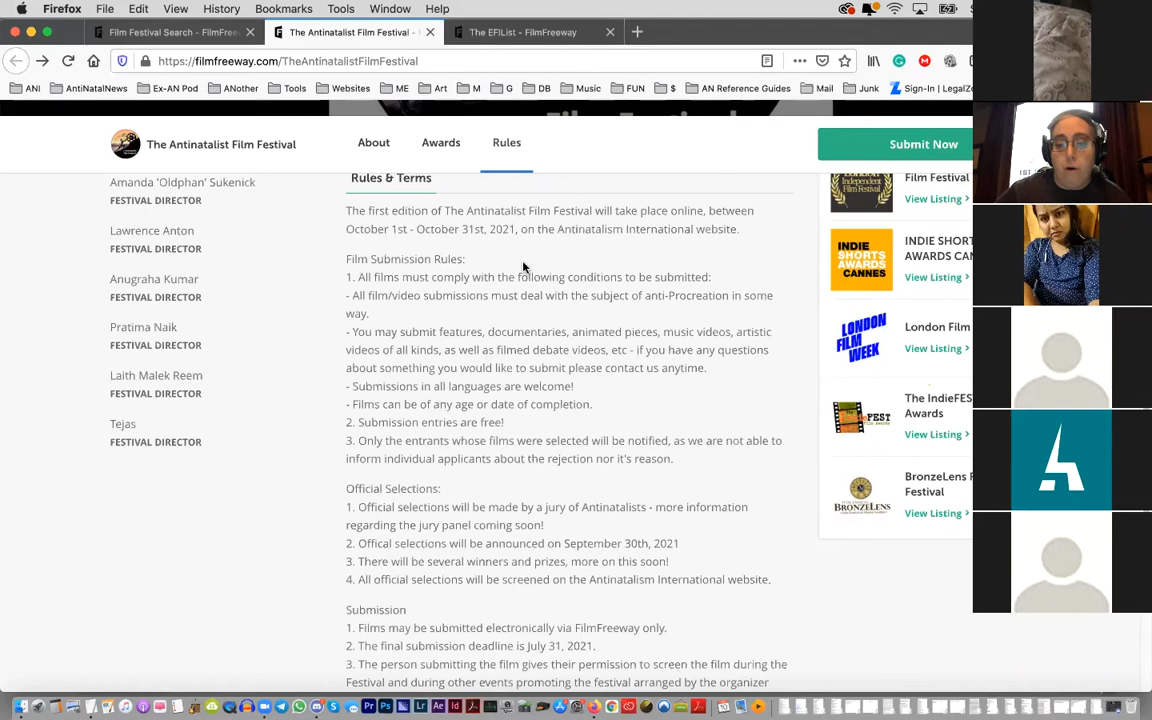 Firefox File Edit View History Bookmarks Tools Window Help
Film Festival Search - FilmFreew
The Antinatalist Film Festival -
The EFIList - FilmFreeway
https://filmfreeway.com/TheAntinatalistFilmFestival
ANI AntiNatalNews Ex-AN Pod ANother Tools Websites ME Art M G DB Music FUN $ AN Reference Guides Mail Junk Sign-In | LegalZo
The Antinatalist Film Festival About Awards Rules Submit Now
Amanda 'Oldphan' Sukenick
FESTIVAL DIRECTOR
Lawrence Anton
FESTIVAL DIRECTOR
Anugraha Kumar
FESTIVAL DIRECTOR
Pratima Naik
FESTIVAL DIRECTOR
Laith Malek Reem
FESTIVAL DIRECTOR
Tejas
FESTIVAL DIRECTOR
Rules & Terms
The first edition of The Antinatalist Film Festival will take place online, between
October 1st - October 31st, 2021, on the Antinatalism International website.
Film Submission Rules:
1. All films must comply with the following conditions to be submitted:
- All film/video submissions must deal with the subject of anti-Procreation in some
way.
- You may submit features, documentaries, animated pieces, music videos, artistic
videos of all kinds, as well as filmed debate videos, etc - if you have any questions
about something you would like to submit please contact us anytime.
- Submissions in all languages are welcome!
- Films can be of any age or date of completion.
2. Submission entries are free!
3. Only the entrants whose films were selected will be notified, as we are not able to
inform individual applicants about the rejection nor it's reason.
Official Selections:
1. Official selections will be made by a jury of Antinatalists - more information
regarding the jury panel coming soon!
2. Offical selections will be announced on September 30th, 2021
3. There will be several winners and prizes, more on this soon!
4. All official selections will be screened on the Antinatalism International website.
Submission
1. Films may be submitted electronically via FilmFreeway only.
2. The final submission deadline is July 31, 2021.
3. The person submitting the film gives their permission to screen the film during the
Festival and during other events promoting the festival arranged by the organizer
Film Festival
View Listing >
INDIE SHORTS
AWARDS
CANNES
INDIE SHORT
AWARDS CAN
View Listing >
LONDON
FILM
WEEK
London Film
View Listing >
The IndieFES
Awards
View Listing >
BRONZELENS
BronzeLens F
Festival
View Listing >